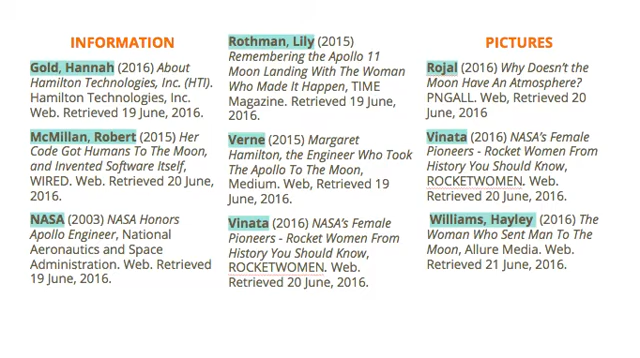 INFORMATION
Gold, Hannah (2016) About
Hamilton Technologies, Inc. (HTI).
Hamilton Technologies, Inc.
Web. Retrieved 19 June, 2016.
McMillan, Robert (2015) Her
Code Got Humans To The Moon,
and Invented Software Itself,
WIRED. Web. Retrieved 20 June,
2016.
NASA (2003) NASA Honors
Apollo Engineer, National
Aeronautics and Space
Administration. Web. Retrieved
19 June, 2016.
Rothman, Lily (2015)
Remembering the Apollo 11
Moon Landing With The Woman
Who Made It Happen, TIME
Magazine. Retrieved 19 June,
2016.
Verne (2015) Margaret
Hamilton, the Engineer Who Took
The Apollo To The Moon,
Medium. Web, Retrieved 19
June, 2016.
Vinata (2016) NASA's Female
Pioneers - Rocket Women From
History You Should Know,
ROCKETWOMEN. Web.
Retrieved 20 June, 2016.
PICTURES
Rojal (2016) Why Doesn't the
Moon Have An Atmosphere?
PNGALL. Web, Retrieved 20
June, 2016
Vinata (2016) NASA's Female
Pioneers - Rocket Women From
History You Should Know,
ROCKETWOMEN. Web.
Retrieved 20 June, 2016.
Williams, Hayley (2016) The
Woman Who Sent Man To The
Moon, Allure Media. Web.
Retrieved 21 June, 2016.